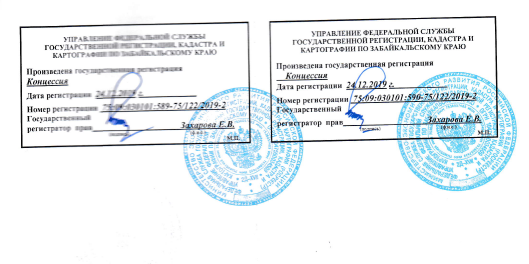 УПРАВЛЕНИЕ ФЕДЕРАЛЬНОЙ СЛУЖБЫ
ГОСУДАРСТВЕННОЙ РЕГИСТРАЦИИ, КАДАСТРА И
КАРТОГРАФИИ ПО ЗАБАЙКАЛЬСКОМУ КРАЮ
Произведена государственная регистрация
Концессия
Дата регистрации 24.12.2019 г.
Номер регистрации 75:09:030101:589-75/122/2019-2
Государственный
регистратор прав Захарова Е.В.
(подпись) (ф.и.о.)
М.П.
УПРАВЛЕНИЕ ФЕДЕРАЛЬНОЙ СЛУЖБЫ
ГОСУДАРСТВЕННОЙ РЕГИСТРАЦИИ, КАДАСТРА И
КАРТОГРАФИИ ПО ЗАБАЙКАЛЬСКОМУ КРАЮ
Произведена государственная регистрация
Концессия
Дата регистрации 24.12.2019 г.
Номер регистрации 75:09:030101:590-75/122/2019-2
Государственный
регистратор прав Захарова Е.В.
(подпись) (ф.и.о.)
М.П.